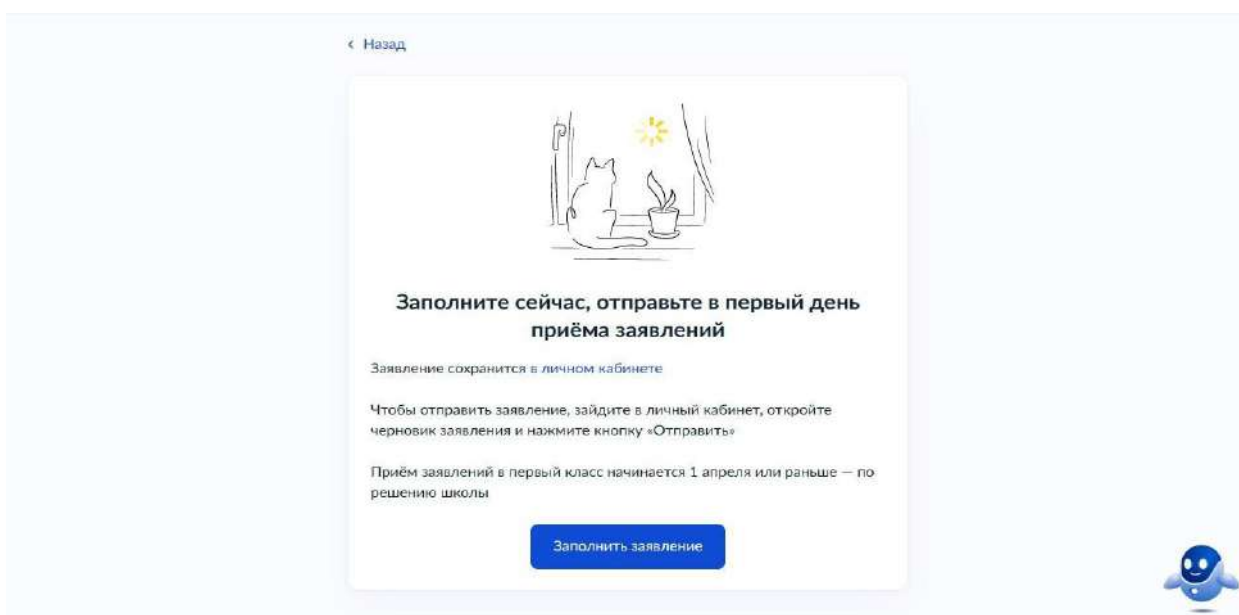 Назад
Заполните сейчас, отправьте в первый день
приёма заявлений
Заявление сохранится в личном кабинете
Чтобы отправить заявление, зайдите в личный кабинет, откройте
черновик заявления и нажмите кнопку «Отправить»
Приём заявлений в первый класс начинается 1 апреля или раньше — по
решению школы
Заполнить заявление